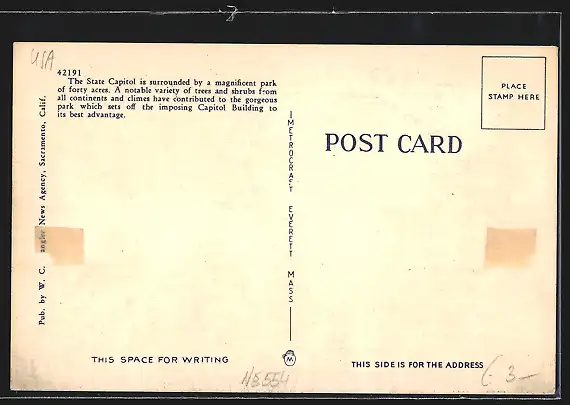 USA
42191
The State Capitol is surrounded by a magnificent park
of forty acres. A notable variety of trees and shrubs from
all continents and climes have contributed to the gorgeous
park which sets off the imposing Capitol Building to
its best advantage.
Pub. by W. C. Spangler News Agency, Sacramento, Calif.
METROCRAFT EVERETT MASS
PLACE
STAMP HERE
POST CARD
THIS SPACE FOR WRITING
M
THIS SIDE IS FOR THE ADDRESS
3-